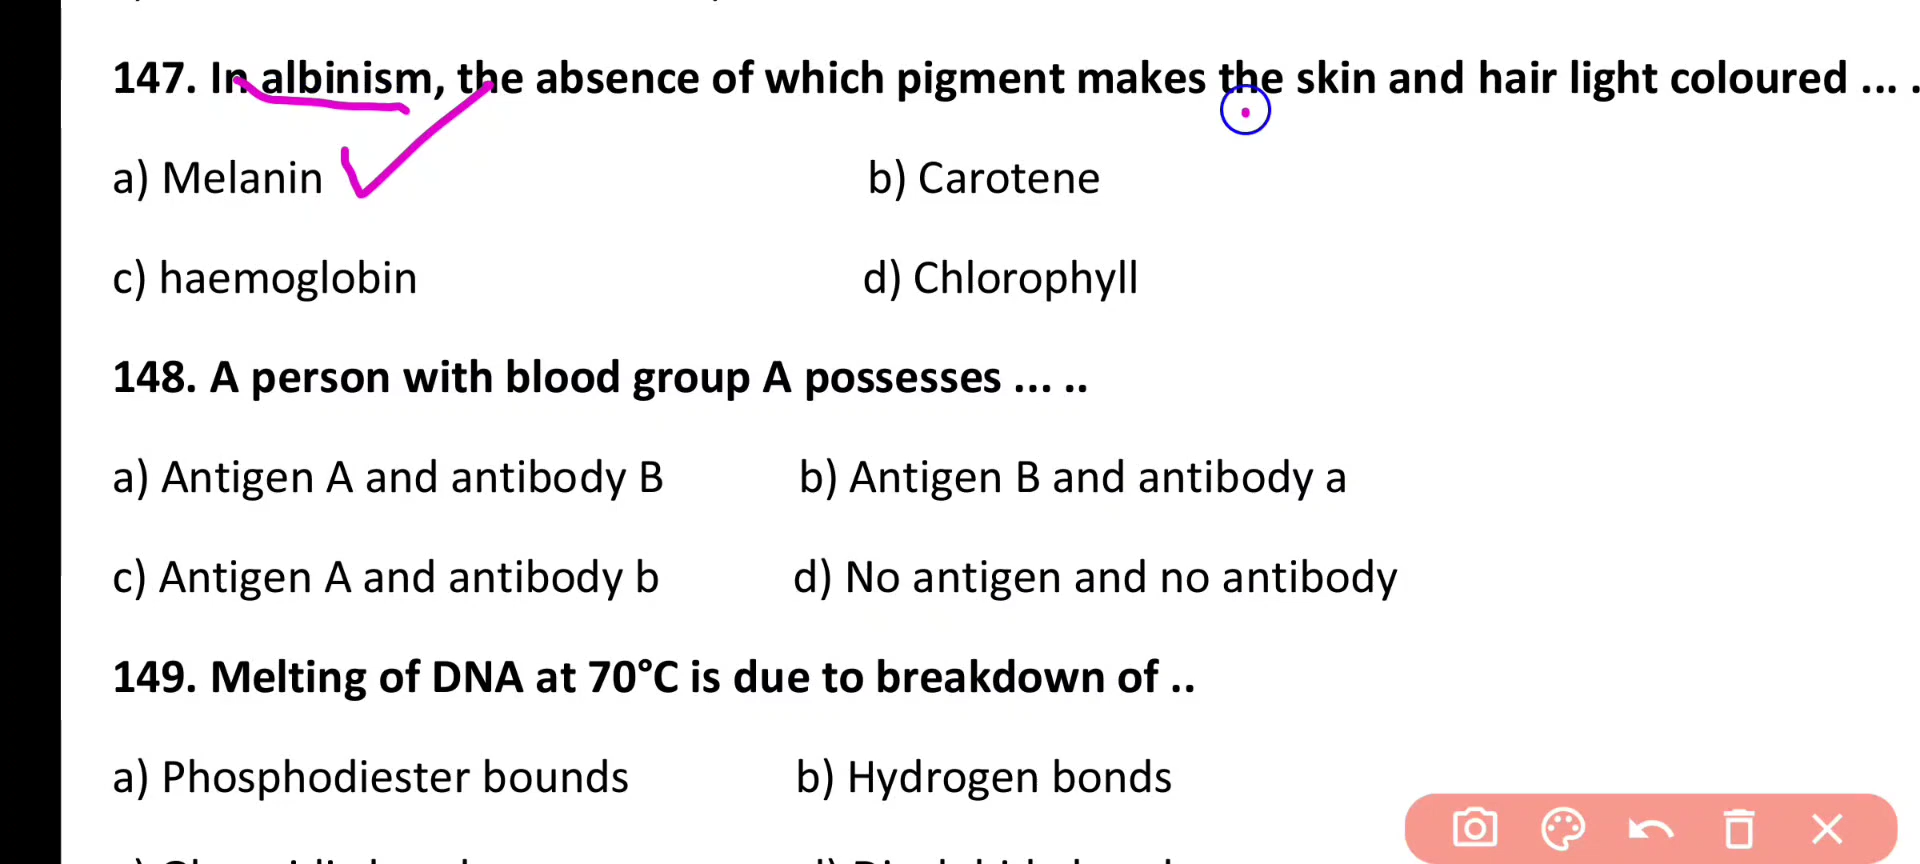 147. In albinism, the absence of which pigment makes the skin and hair light coloured ... .
a) Melanin b) Carotene
c) haemoglobin d) Chlorophyll
148. A person with blood group A possesses ... ..
a) Antigen A and antibody B b) Antigen B and antibody a
c) Antigen A and antibody b d) No antigen and no antibody
149. Melting of DNA at 70°C is due to breakdown of ..
a) Phosphodiester bounds b) Hydrogen bonds